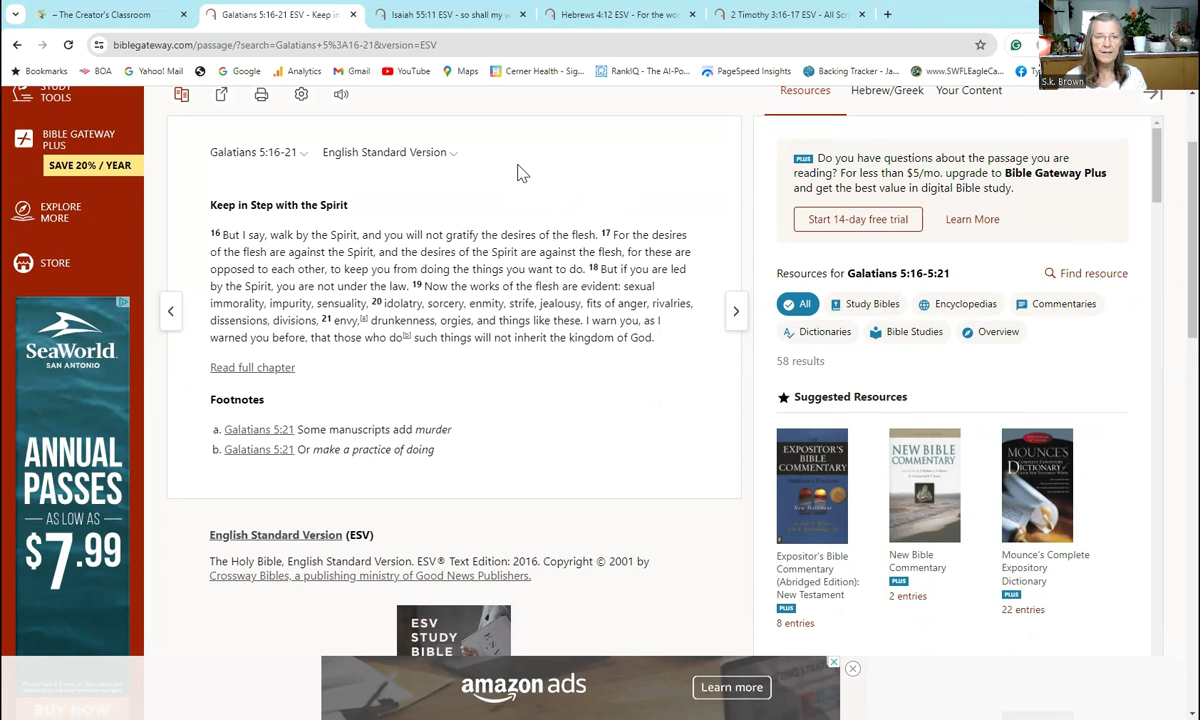 – The Creator's Classroom
Galatians 5:16-21 ESV - Keep in
Isaiah 55:11 ESV - so shall my w
Hebrews 4:12 ESV - For the wor
2 Timothy 3:16-17 ESV - All Scri
biblegateway.com/passage/?search=Galatians+5%3A16-21&version=ESV
Bookmarks
BOA
Yahoo! Mail
Google
Analytics
Gmail
YouTube
Maps
Cerner Health - Sig...
RankIQ - The AI-Po...
PageSpeed Insights
Backing Tracker - Ja...
www.SWFLEagleCa...
S.k. Brown
STUDY
TOOLS
BIBLE GATEWAY
PLUS
SAVE 20% / YEAR
EXPLORE
MORE
STORE
SeaWorld
SAN ANTONIO
ANNUAL
PASSES
AS LOW AS
$7.99
BUY NOW
Galatians 5:16-21
English Standard Version
Keep in Step with the Spirit
16 But I say, walk by the Spirit, and you will not gratify the desires of the flesh. 17 For the desires
of the flesh are against the Spirit, and the desires of the Spirit are against the flesh, for these are
opposed to each other, to keep you from doing the things you want to do. 18 But if you are led
by the Spirit, you are not under the law. 19 Now the works of the flesh are evident: sexual
immorality, impurity, sensuality, 20 idolatry, sorcery, enmity, strife, jealousy, fits of anger, rivalries,
dissensions, divisions, 21 envy,[a] drunkenness, orgies, and things like these. I warn you, as I
warned you before, that those who do[b] such things will not inherit the kingdom of God.
Read full chapter
Footnotes
a. Galatians 5:21 Some manuscripts add murder
b. Galatians 5:21 Or make a practice of doing
English Standard Version (ESV)
The Holy Bible, English Standard Version. ESV® Text Edition: 2016. Copyright © 2001 by
Crossway Bibles, a publishing ministry of Good News Publishers.
ESV
STUDY
BIBLE
amazon ads
Learn more
Resources
Hebrew/Greek
Your Content
PLUS Do you have questions about the passage you are
reading? For less than $5/mo. upgrade to Bible Gateway Plus
and get the best value in digital Bible study.
Start 14-day free trial
Learn More
Resources for Galatians 5:16-5:21
Find resource
All
Study Bibles
Encyclopedias
Commentaries
Dictionaries
Bible Studies
Overview
58 results
Suggested Resources
EXPOSITOR'S
BIBLE
COMMENTARY
New Testament
NEW BIBLE
COMMENTARY
MOUNCE'S
DICTIONARY
Expositor's Bible
Commentary
(Abridged Edition):
New Testament
PLUS
8 entries
New Bible
Commentary
PLUS
2 entries
Mounce's Complete
Expository
Dictionary
PLUS
22 entries